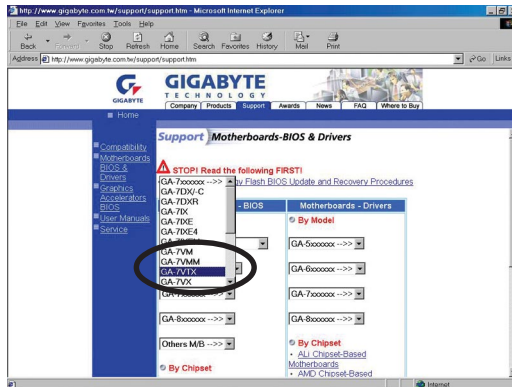 http://www.gigabyte.com.tw/support/support.htm - Microsoft Internet Explorer
File Edit View Favorites Tools Help
Back Forward Stop Refresh Home Search Favorites History Mail Print
Address http://www.gigabyte.com.tw/support/support.htm Go Links
GIGABYTE
GIGABYTE
TECHNOLOGY
Company Products Support Awards News FAQ Where to Buy
Home
Support Motherboards-BIOS & Drivers
Compatibility
Motherboards BIOS & Drivers
Graphics Accelerators BIOS
User Manuals
Service
STOP! Read the following FIRST!
Flash BIOS Update and Recovery Procedures
GA-7xxxxxx -->>
GA-7DX/-C
GA-7DXR
GA-7IX
GA-7IXE
GA-7IXE4
GA-7VM
GA-7VMM
GA-7VTX
GA-7VX
GA-7xxxxxx -->>
GA-8xxxxxx -->>
Others M/B -->>
By Chipset
- BIOS
Motherboards - Drivers
By Model
GA-5xxxxxx -->>
GA-6xxxxxx -->>
GA-7xxxxxx -->>
GA-8xxxxxx -->>
By Chipset
• ALi Chipset-Based Motherboards
• AMD Chipset-Based
Internet